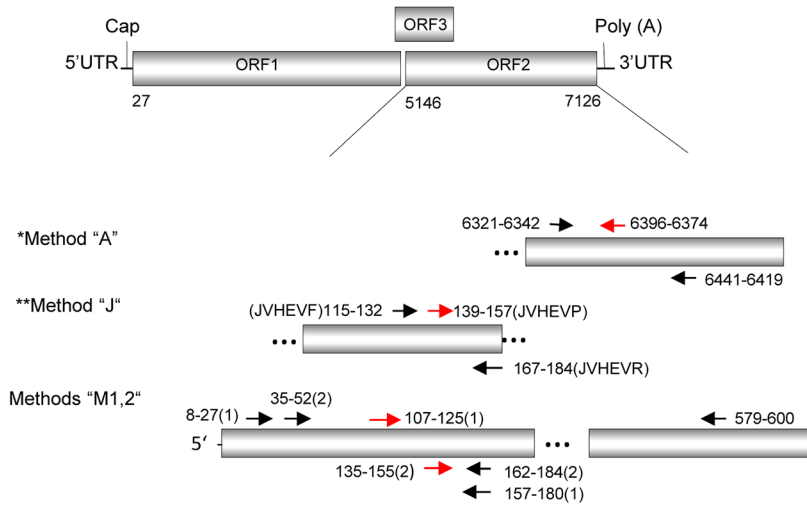 ORF3
Cap
Poly (A)
5’UTR
ORF1
ORF2
3’UTR
27
5146
7126
*Method “A”
6321-6342
6396-6374
•••
6441-6419
**Method “J“
(JVHEVF)115-132
139-157(JVHEVP)
•••
•••
167-184(JVHEVR)
Methods “M1,2“
35-52(2)
8-27(1)
107-125(1)
579-600
5‘
•••
135-155(2)
162-184(2)
157-180(1)